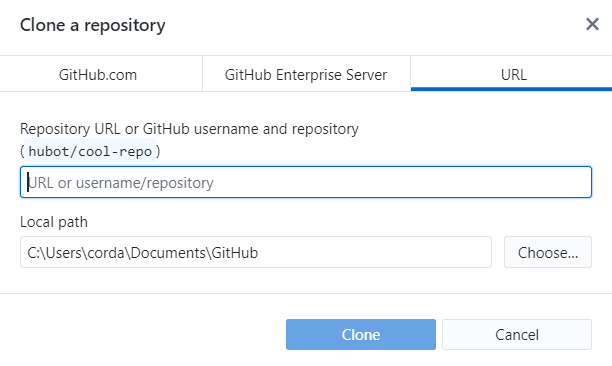 Clone a repository
GitHub.com
GitHub Enterprise Server
URL
Repository URL or GitHub username and repository
(hubot/cool-repo)
URL or username/repository
Local path
C:\Users\corda\Documents\GitHub
Choose...
Clone
Cancel